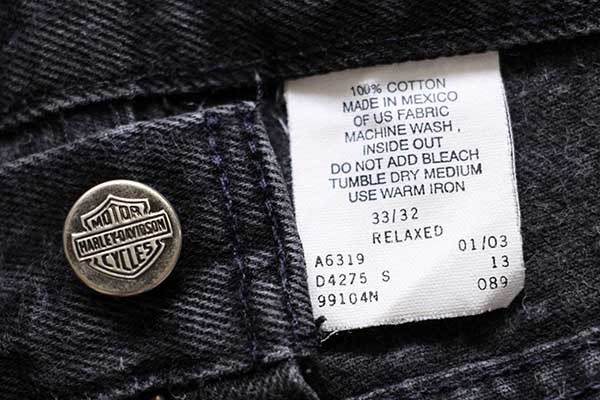 MOTOR
HARLEY-DAVIDSON
CYCLES
100% COTTON
MADE IN MEXICO
OF US FABRIC
MACHINE WASH,
INSIDE OUT
DO NOT ADD BLEACH
TUMBLE DRY MEDIUM
USE WARM IRON
33/32
RELAXED
A6319 01/03
D4275 S 13
99104N 089